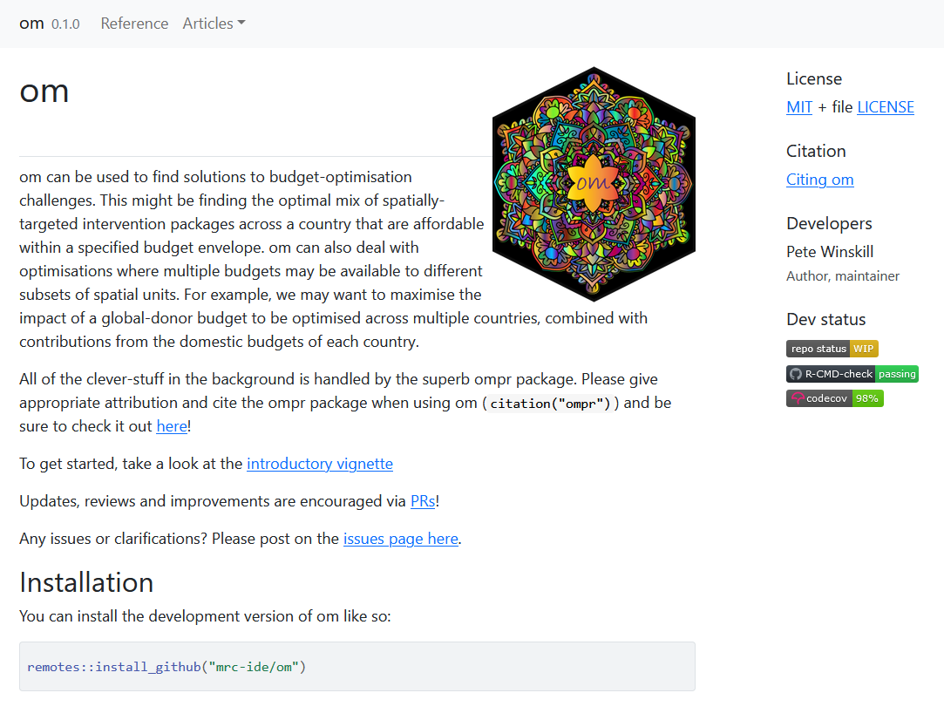 om 0.1.0 Reference Articles
om
om
om can be used to find solutions to budget-optimisation
challenges. This might be finding the optimal mix of spatially-
targeted intervention packages across a country that are affordable
within a specified budget envelope. om can also deal with
optimisations where multiple budgets may be available to different
subsets of spatial units. For example, we may want to maximise the
impact of a global-donor budget to be optimised across multiple countries, combined with
contributions from the domestic budgets of each country.
All of the clever-stuff in the background is handled by the superb ompr package. Please give
appropriate attribution and cite the ompr package when using om (citation("ompr")) and be
sure to check it out here!
To get started, take a look at the introductory vignette
Updates, reviews and improvements are encouraged via PRs!
Any issues or clarifications? Please post on the issues page here.
Installation
You can install the development version of om like so:
remotes::install_github("mrc-ide/om")
License
MIT + file LICENSE
Citation
Citing om
Developers
Pete Winskill
Author, maintainer
Dev status
repo status WIP
R-CMD-check passing
codecov 98%